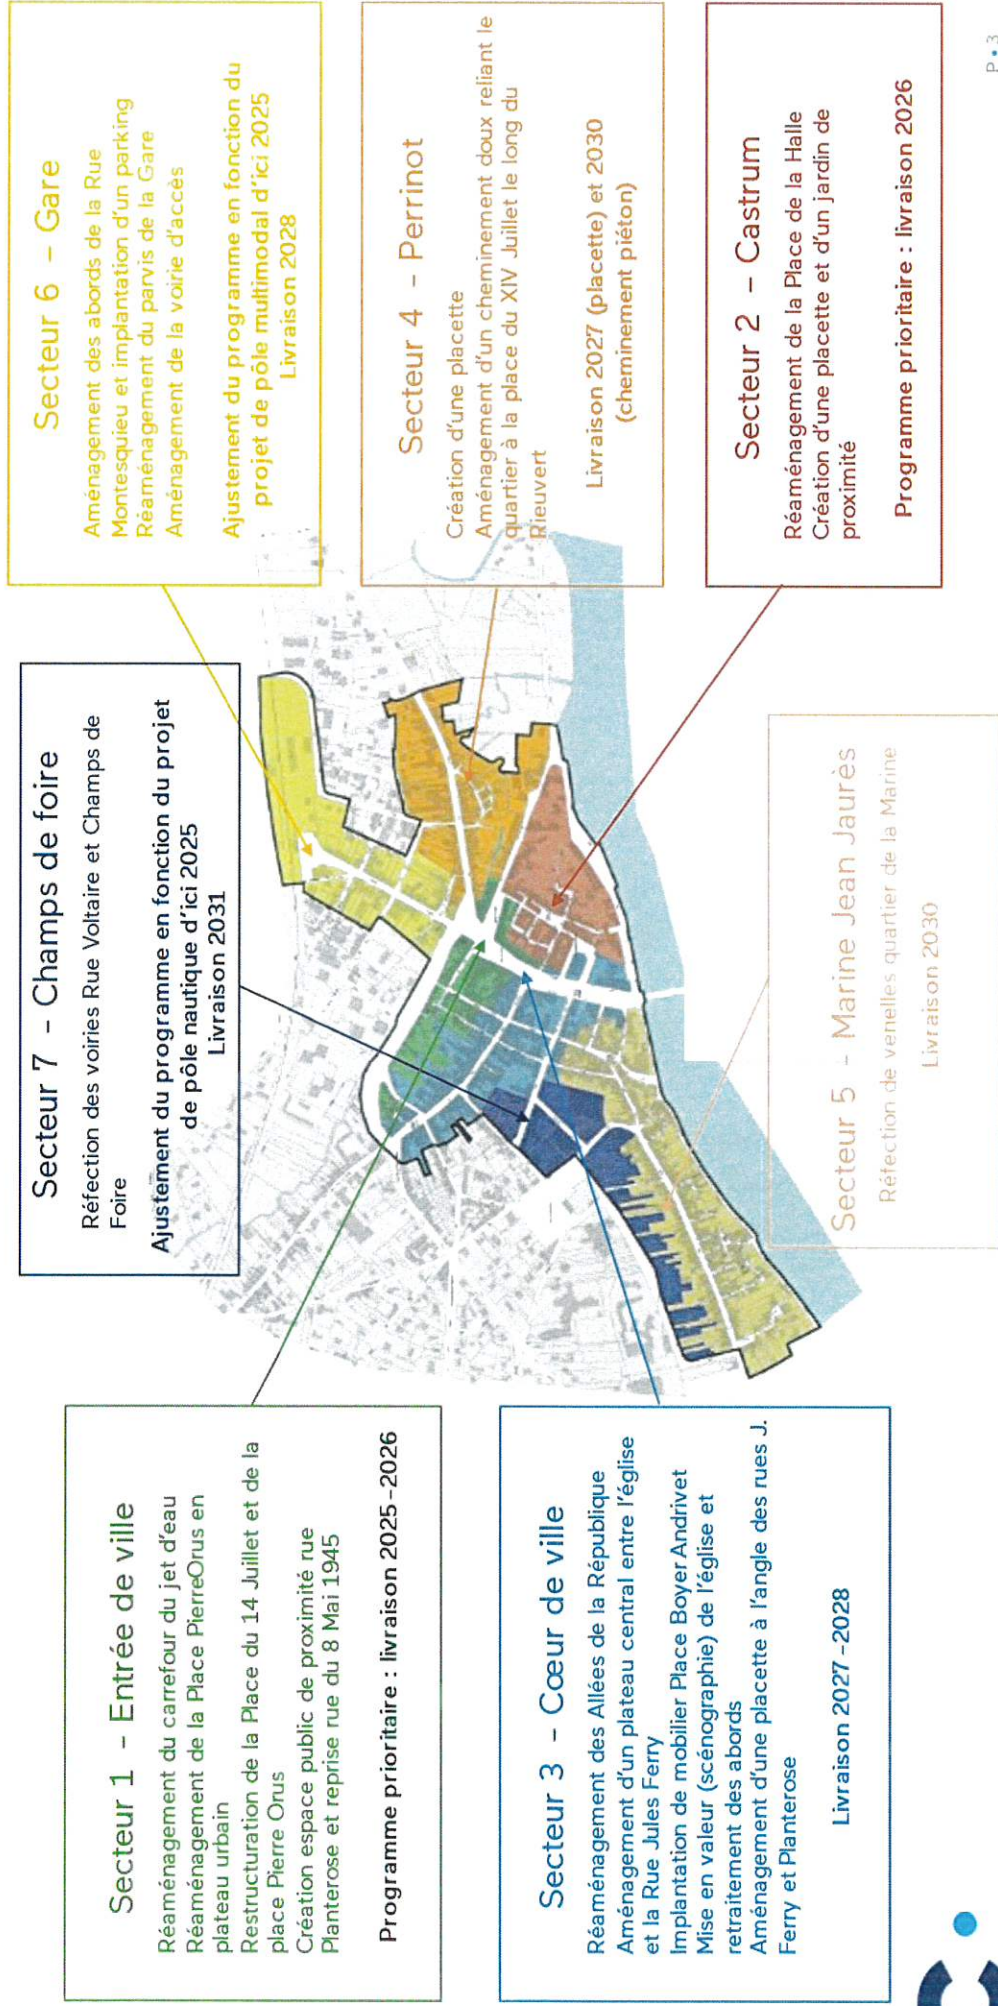 Secteur 1 – Entrée de ville
Réaménagement du carrefour du jet d'eau
Réaménagement de la Place PierreOrus en
plateau urbain
Restructuration de la Place du 14 Juillet et de la
place Pierre Orus
Création espace public de proximité rue
Planterose et reprise rue du 8 Mai 1945
Programme prioritaire : livraison 2025-2026
Secteur 7 – Champs de foire
Réfection des voiries Rue Voltaire et Champs de
Foire
Ajustement du programme en fonction du projet
de pôle nautique d'ici 2025
Livraison 2031
Secteur 6 – Gare
Aménagement des abords de la Rue
Montesquieu et implantation d'un parking
Réaménagement du parvis de la Gare
Aménagement de la voirie d'accès
Ajustement du programme en fonction du
projet de pôle multimodal d'ici 2025
Livraison 2028
Secteur 4 – Perrinot
Création d'une placette
Aménagement d'un cheminement doux reliant le
quartier à la place du XIV Juillet le long du
Rieuvert
Livraison 2027 (placette) et 2030
(cheminement piéton)
Secteur 3 – Cœur de ville
Réaménagement des Allées de la République
Aménagement d'un plateau central entre l'église
et la Rue Jules Ferry
Implantation de mobilier Place Boyer Andrivet
Mise en valeur (scénographie) de l'église et
retraitement des abords
Aménagement d'une placette à l'angle des rues J.
Ferry et Planterose
Livraison 2027-2028
Secteur 5 - Marine Jean Jaurès
Réfection de venelles quartier de la Marine
Livraison 2030
Secteur 2 – Castrum
Réaménagement de la Place de la Halle
Création d'une placette et d'un jardin de
proximité
Programme prioritaire : livraison 2026
P • 3